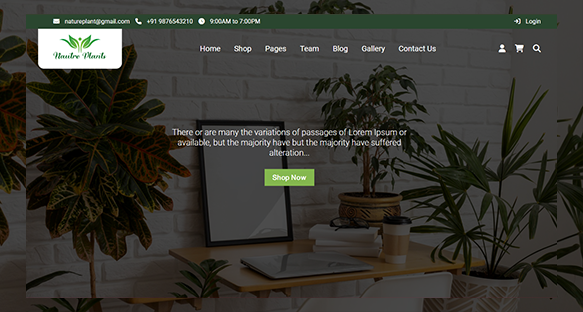 natureplant@gmail.com +91 9876543210 9:00AM to 7:00PM Login
Nautre Plants
Home Shop Pages Team Blog Gallery Contact Us
There or are many the variations of passages of Lorem Ipsum or
available, but the majority have but the majority have suffered
alteration...
Shop Now